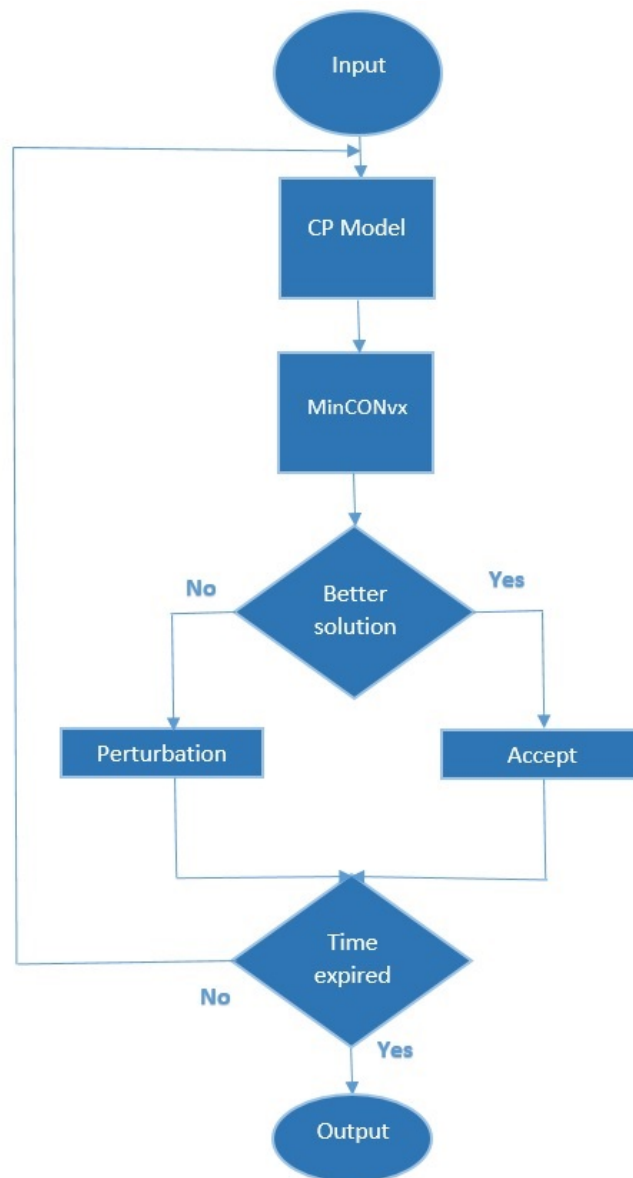 Input
CP Model
MinCONvx
Better
solution
No
Yes
Perturbation
Accept
Time
expired
No
Yes
Output